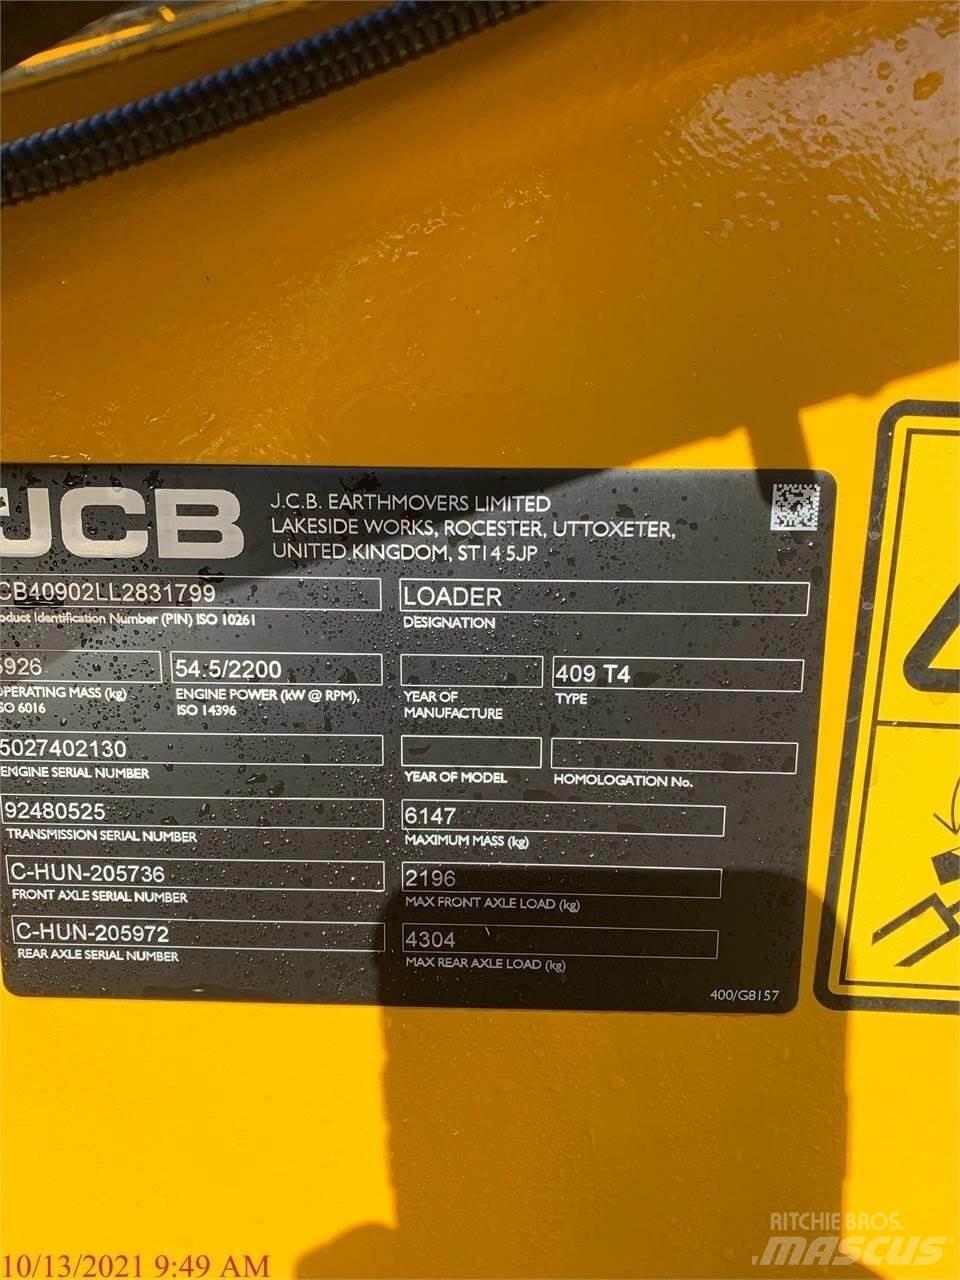 JCB
J.C.B. EARTHMOVERS LIMITED
LAKESIDE WORKS, ROCESTER, UTTOXETER,
UNITED KINGDOM, ST14 5JP
CB40902LL2831799
oduct Identification Number (PIN) ISO 10261
LOADER
DESIGNATION
5926
OPERATING MASS (kg)
ISO 6016
54.5/2200
ENGINE POWER (kW @ RPM),
ISO 14396
YEAR OF
MANUFACTURE
409 T4
TYPE
5027402130
ENGINE SERIAL NUMBER
YEAR OF MODEL
HOMOLOGATION No.
92480525
TRANSMISSION SERIAL NUMBER
6147
MAXIMUM MASS (kg)
C-HUN-205736
FRONT AXLE SERIAL NUMBER
2196
MAX FRONT AXLE LOAD (kg)
C-HUN-205972
REAR AXLE SERIAL NUMBER
4304
MAX REAR AXLE LOAD (kg)
400/G8157
10/13/2021 9:49 AM
RITCHIE BROS.
MASCUS